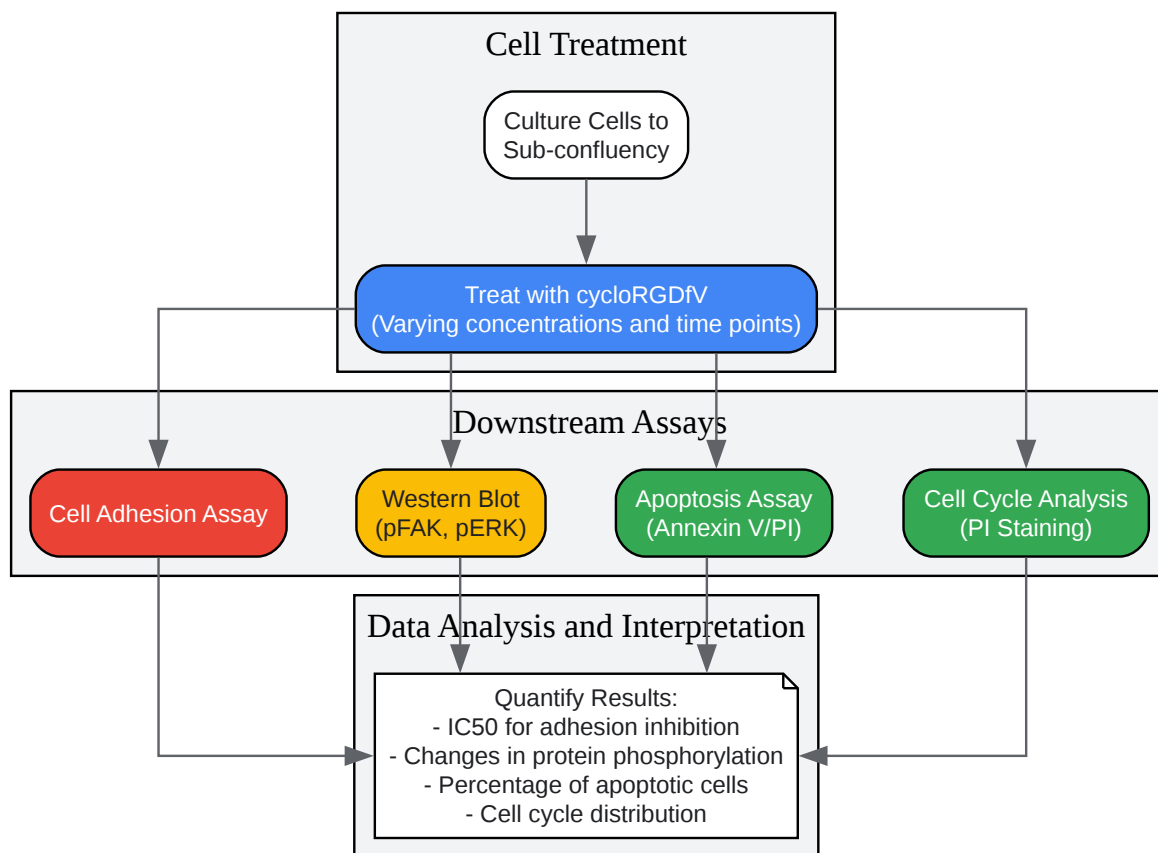 Cell Treatment
Culture Cells to
Sub-confluency
Treat with cycloRGDfV
(Varying concentrations and time points)
Downstream Assays
Cell Adhesion Assay
Western Blot
(pFAK, pERK)
Apoptosis Assay
(Annexin V/PI)
Cell Cycle Analysis
(PI Staining)
Data Analysis and Interpretation
Quantify Results:
- IC50 for adhesion inhibition
- Changes in protein phosphorylation
- Percentage of apoptotic cells
- Cell cycle distribution